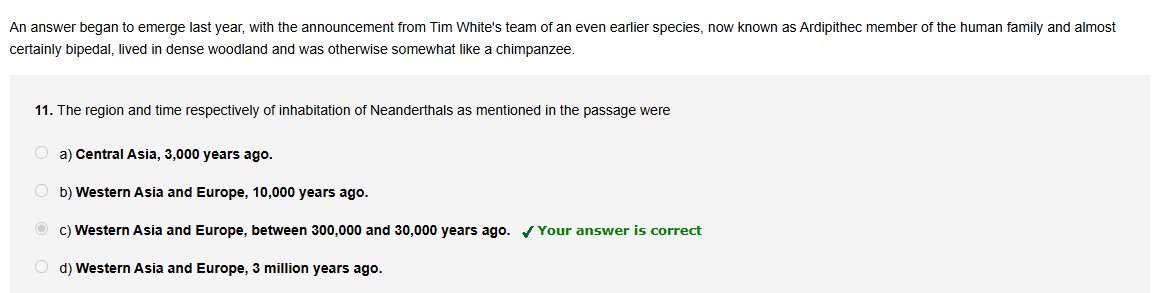 An answer began to emerge last year, with the announcement from Tim White's team of an even earlier species, now known as Ardipithec member of the human family and almost
certainly bipedal, lived in dense woodland and was otherwise somewhat like a chimpanzee.
11. The region and time respectively of inhabitation of Neanderthals as mentioned in the passage were
a) Central Asia, 3,000 years ago.
b) Western Asia and Europe, 10,000 years ago.
c) Western Asia and Europe, between 300,000 and 30,000 years ago. ✓ Your answer is correct
d) Western Asia and Europe, 3 million years ago.